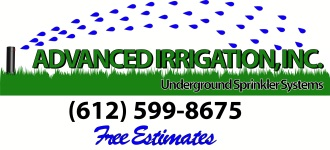 ADVANCED IRRIGATION, INC.
Underground Sprinkler Systems
(612) 599-8675
Free Estimates